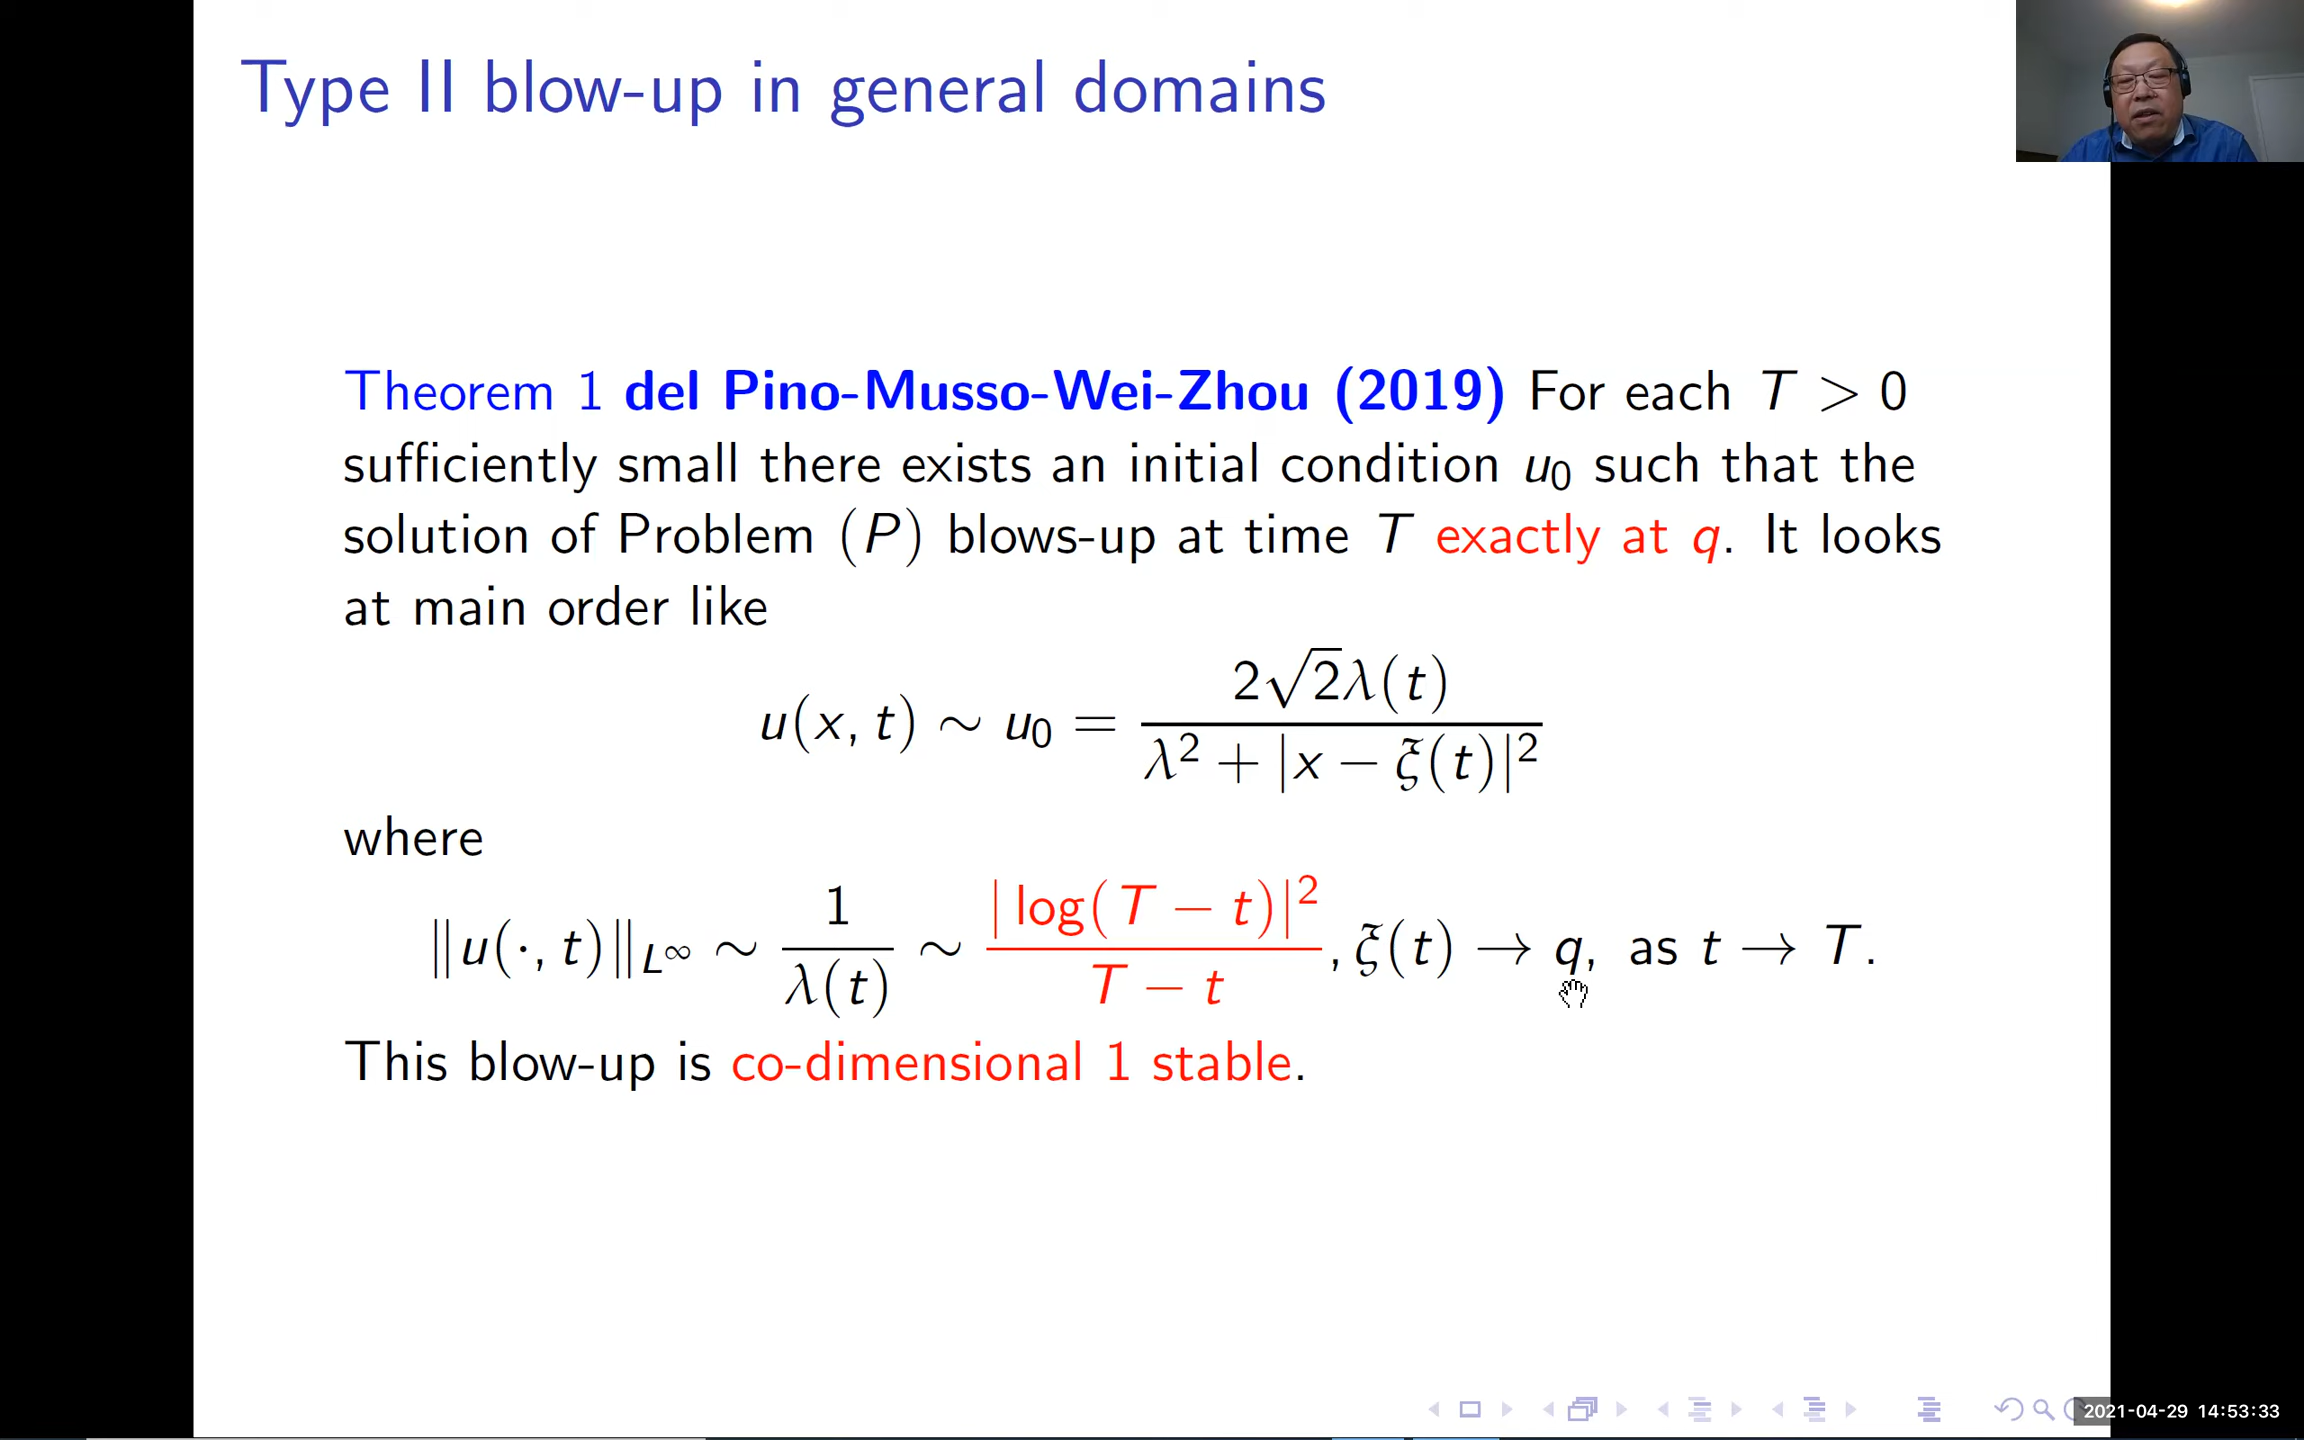 Type II blow-up in general domains
Theorem 1 del Pino-Musso-Wei-Zhou (2019) For each T > 0
sufficiently small there exists an initial condition u₀ such that the
solution of Problem (P) blows-up at time T exactly at q. It looks
at main order like
u(x, t) ∼ u₀ = 2√2λ(t) / (λ² + |x − ξ(t)|²)
where
‖u(·, t)‖_{L^∞} ∼ 1/λ(t) ∼ |log(T − t)|²/(T − t), ξ(t) → q, as t → T.
This blow-up is co-dimensional 1 stable.
2021-04-29 14:53:33